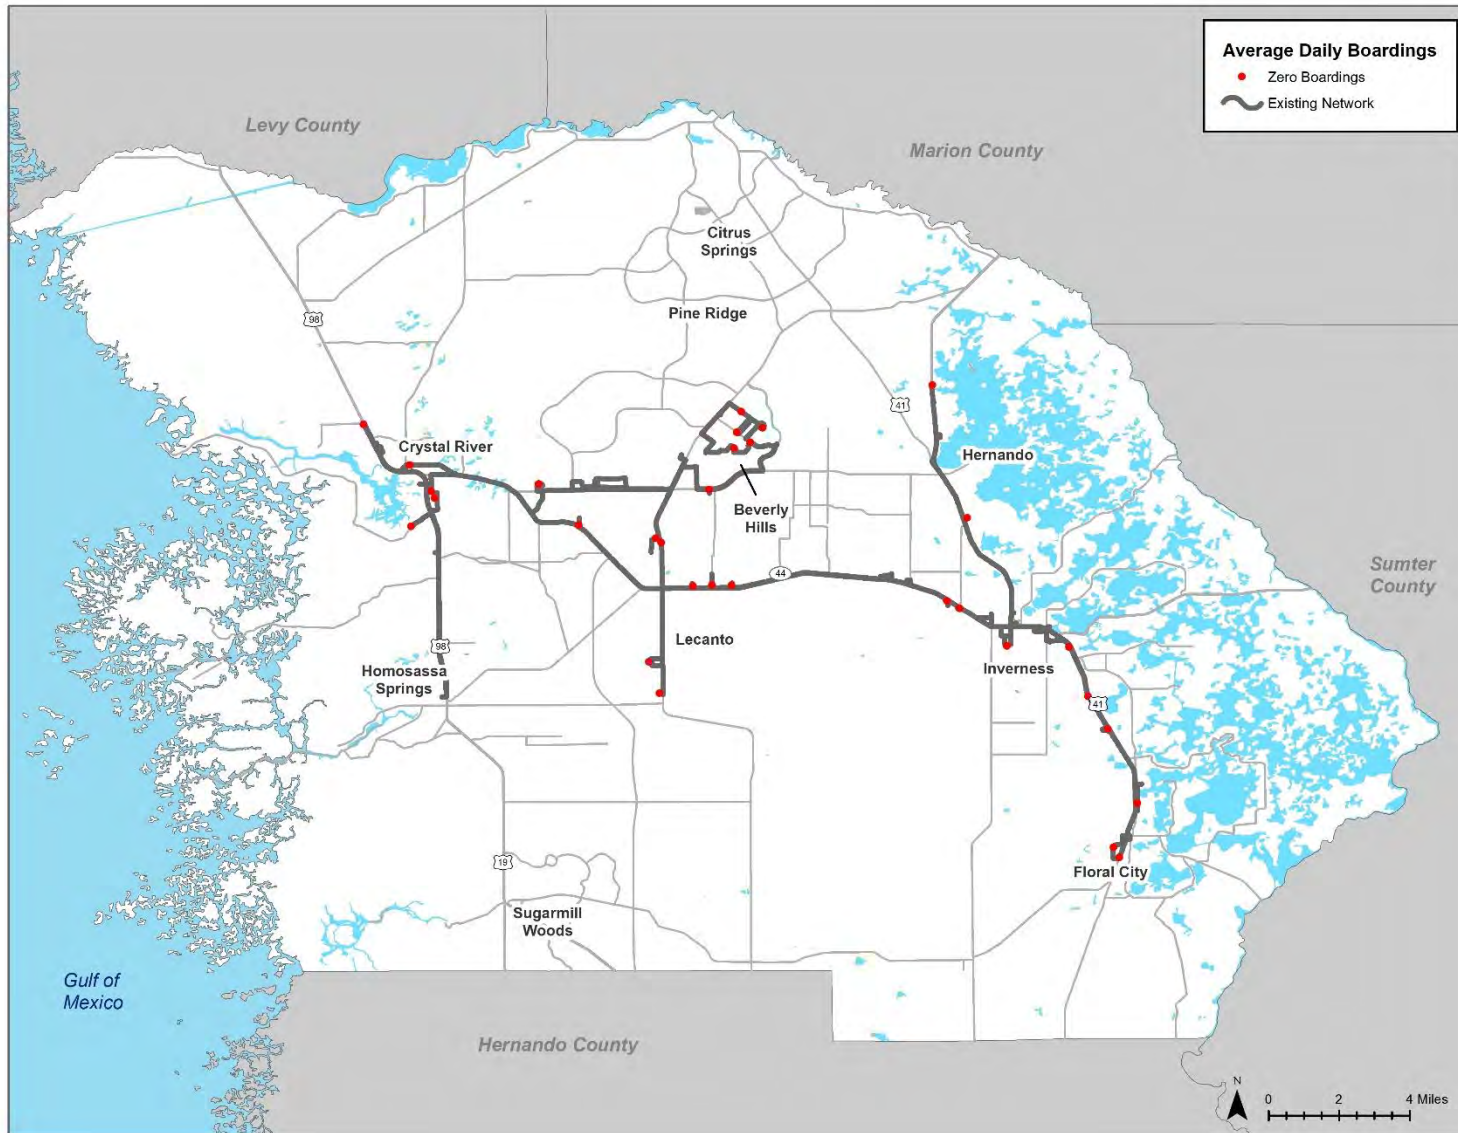 Average Daily Boardings
Zero Boardings
Existing Network
Levy County
Marion County
Citrus
Springs
98
Pine Ridge
41
Crystal River
Hernando
Beverly
Hills
Sumter
County
44
98
Lecanto
Homosassa
Springs
Inverness
41
19
Floral City
Sugarmill
Woods
Gulf of
Mexico
Hernando County
N
0 2 4 Miles